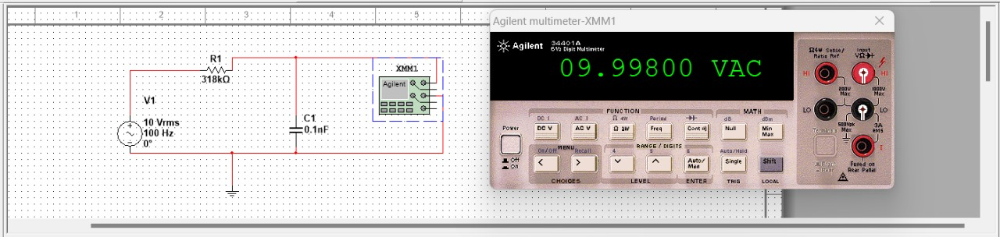 1 2 3 4 5
R1
318kΩ
V1
10 Vrms
100 Hz
0°
C1
0.1nF
XMM1
Agilent
Agilent multimeter-XMM1
Agilent 34401A
6½ Digit Multimeter
09.99800 VAC
Power
Off
On
FUNCTION
MATH
DC I AC I Ω 4W Period dB dBm
DC V AC V Ω 2W Freq Cont Null Min Max
MENU
RANGE / DIGITS
On/Off Recall 4 5 6 Auto/Hold
< > Auto/Man Single Shift
CHOICES LEVEL ENTER TRIG LOCAL
Ω4W Sense/
Ratio Ref
Input
VΩ
HI HI
200V
Max
1000V
Max
LO LO
500Vpk
Max
3A
RMS
I
Fused on
Rear Panel